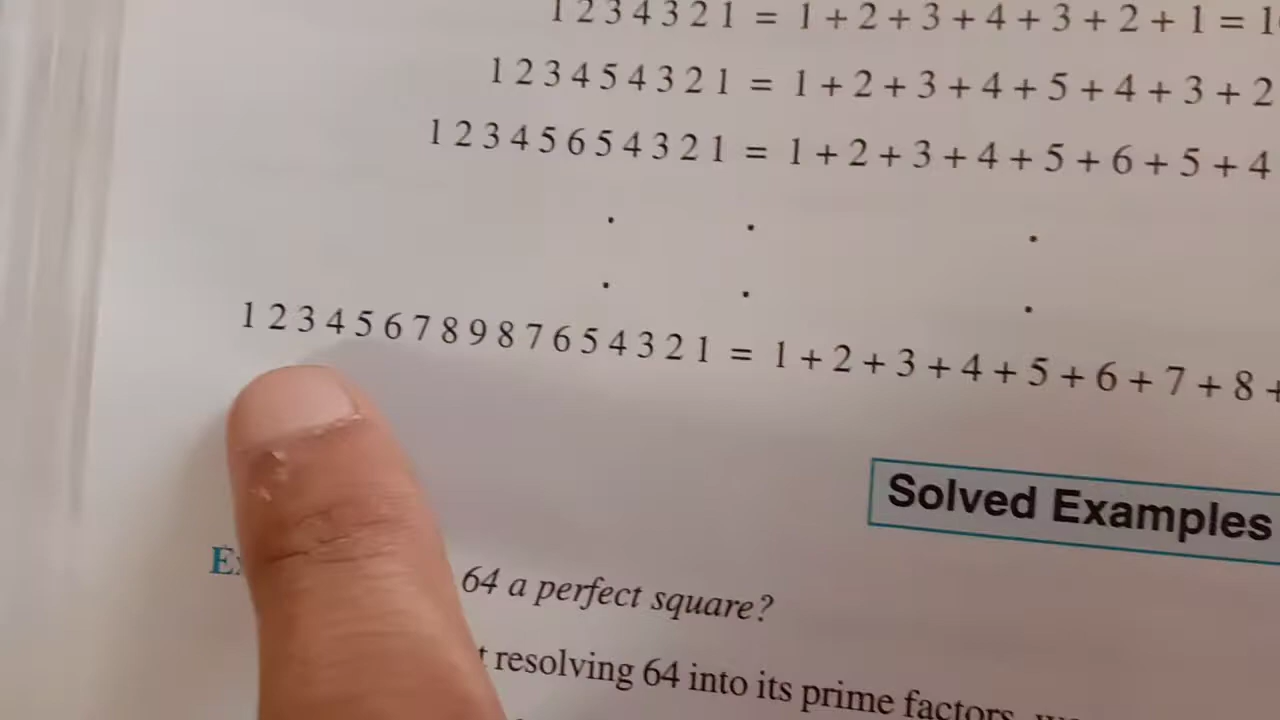 1 2 3 4 3 2 1 = 1 + 2 + 3 + 4 + 3 + 2 + 1 = 1
1 2 3 4 5 4 3 2 1 = 1 + 2 + 3 + 4 + 5 + 4 + 3 + 2
1 2 3 4 5 6 5 4 3 2 1 = 1 + 2 + 3 + 4 + 5 + 6 + 5 + 4
. . .
. . .
1 2 3 4 5 6 7 8 9 8 7 6 5 4 3 2 1 = 1 + 2 + 3 + 4 + 5 + 6 + 7 + 8 +
Solved Examples
64 a perfect square?
resolving 64 into its prime factors,